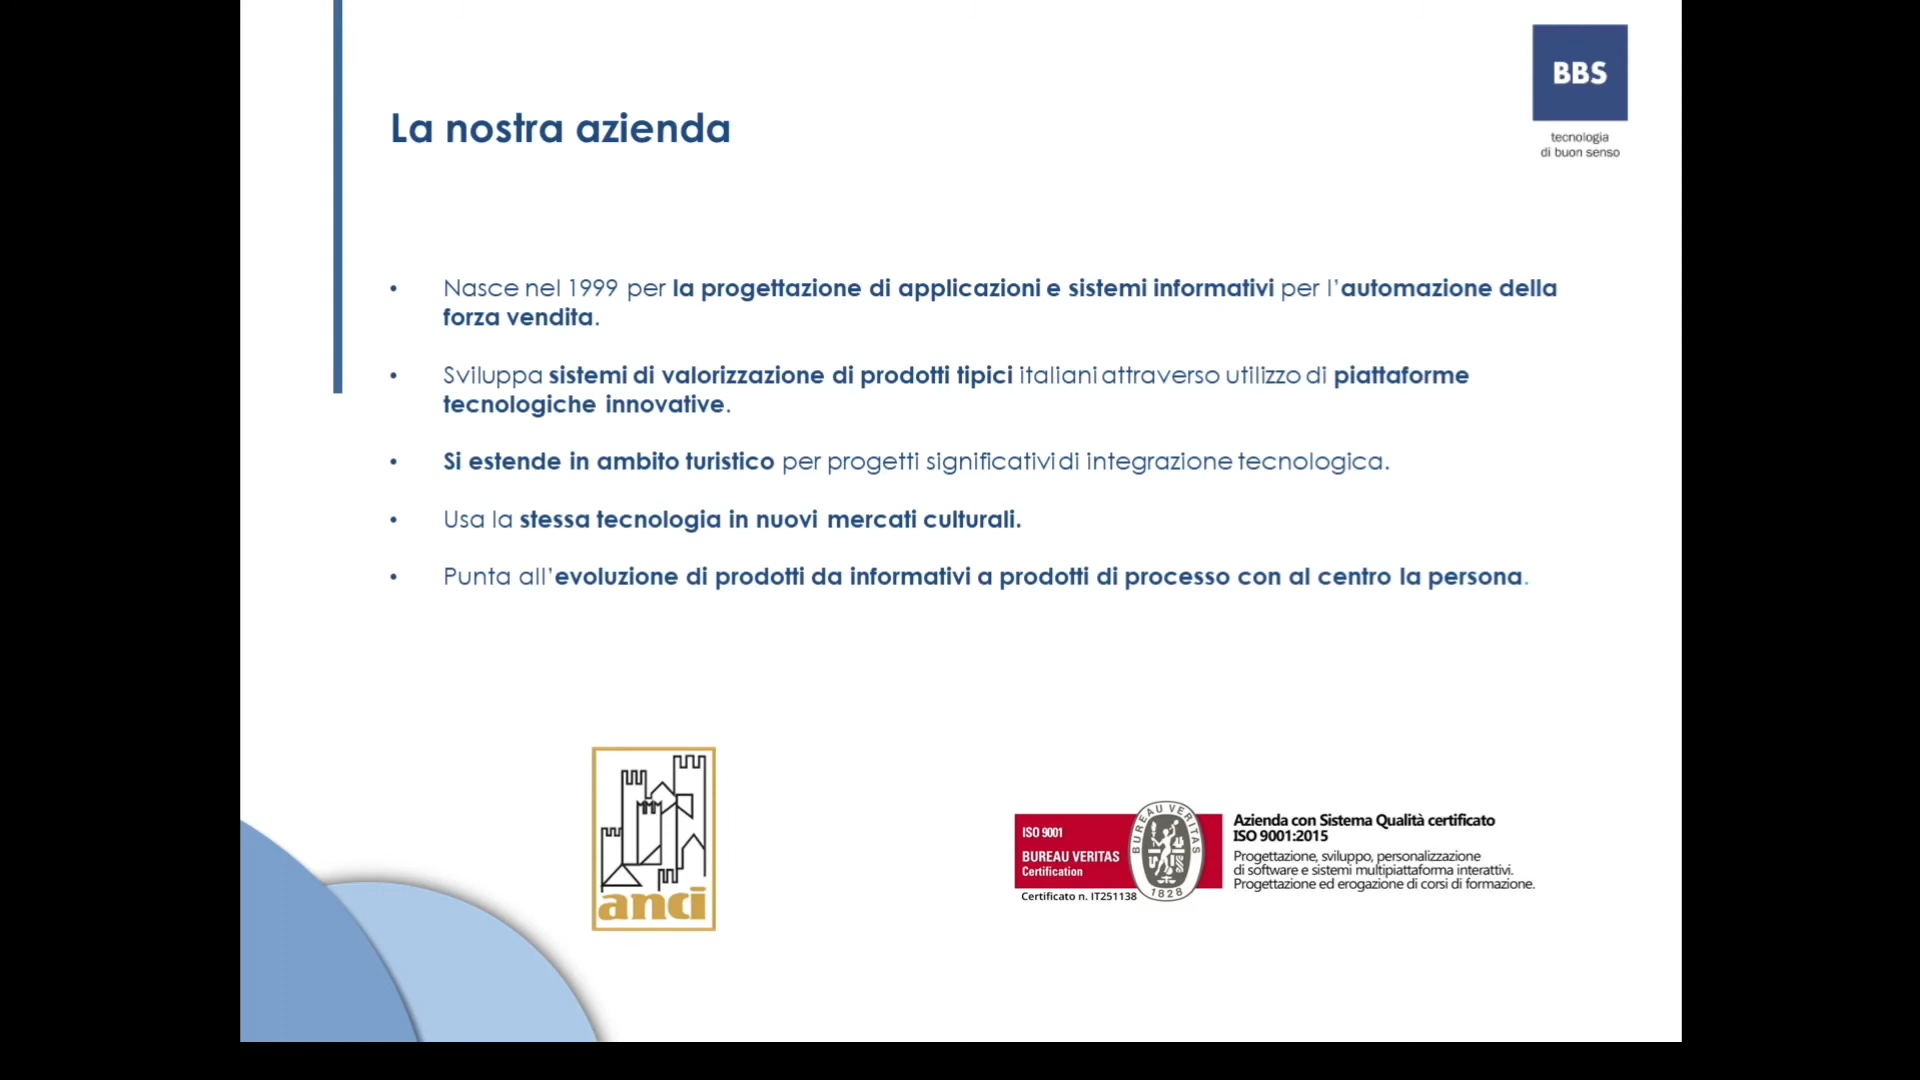 BBS
tecnologia
di buon senso
La nostra azienda
• Nasce nel 1999 per la progettazione di applicazioni e sistemi informativi per l’automazione della
forza vendita.
• Sviluppa sistemi di valorizzazione di prodotti tipici italiani attraverso utilizzo di piattaforme
tecnologiche innovative.
• Si estende in ambito turistico per progetti significativi di integrazione tecnologica.
• Usa la stessa tecnologia in nuovi mercati culturali.
• Punta all’evoluzione di prodotti da informativi a prodotti di processo con al centro la persona.
anci
ISO 9001
BUREAU VERITAS
Certification
Certificato n. IT251138
BUREAU VERITAS
1828
Azienda con Sistema Qualità certificato
ISO 9001:2015
Progettazione, sviluppo, personalizzazione
di software e sistemi multipiattaforma interattivi.
Progettazione ed erogazione di corsi di formazione.